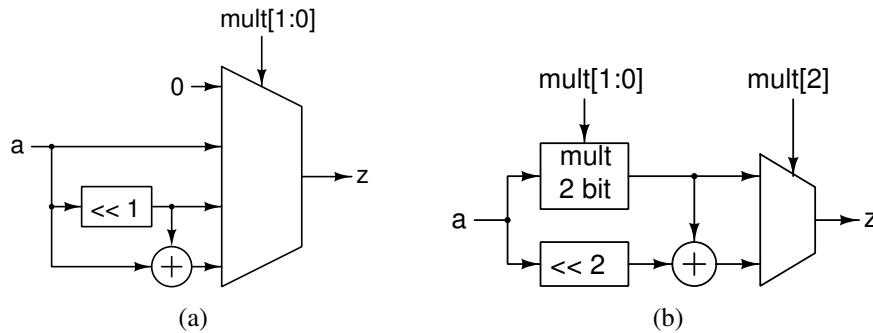 mult[1:0]
0
a
<< 1
+
z
(a)
mult[1:0]
mult[2]
mult
2 bit
a
<< 2
+
z
(b)